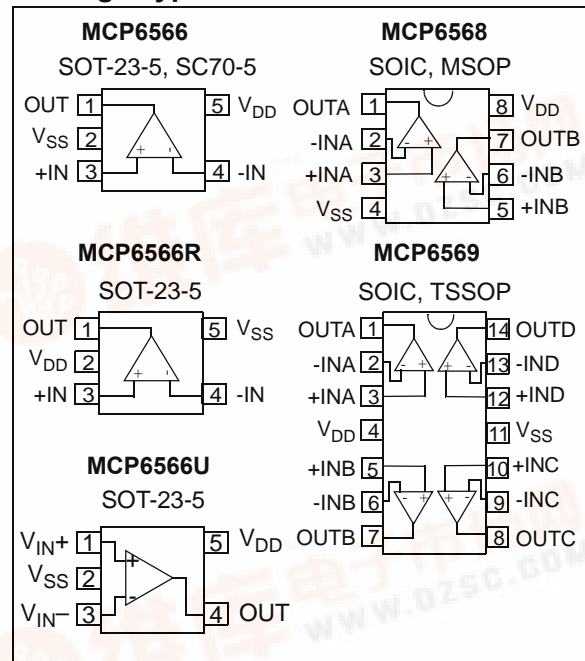 MCP6566
SOT-23-5, SC70-5
OUT 1 5 VDD
VSS 2
+IN 3 4 -IN
+ -
MCP6566R
SOT-23-5
OUT 1 5 VSS
VDD 2
+IN 3 4 -IN
+ -
MCP6566U
SOT-23-5
VIN+ 1 5 VDD
VSS 2
VIN– 3 4 OUT
+
-
MCP6568
SOIC, MSOP
OUTA 1 8 VDD
-INA 2 7 OUTB
+INA 3 6 -INB
VSS 4 5 +INB
- +
+ -
MCP6569
SOIC, TSSOP
OUTA 1 14 OUTD
-INA 2 13 -IND
+INA 3 12 +IND
VDD 4 11 VSS
+INB 5 10 +INC
-INB 6 9 -INC
OUTB 7 8 OUTC
- + + -
- + + -
WWW.DZSC.COM